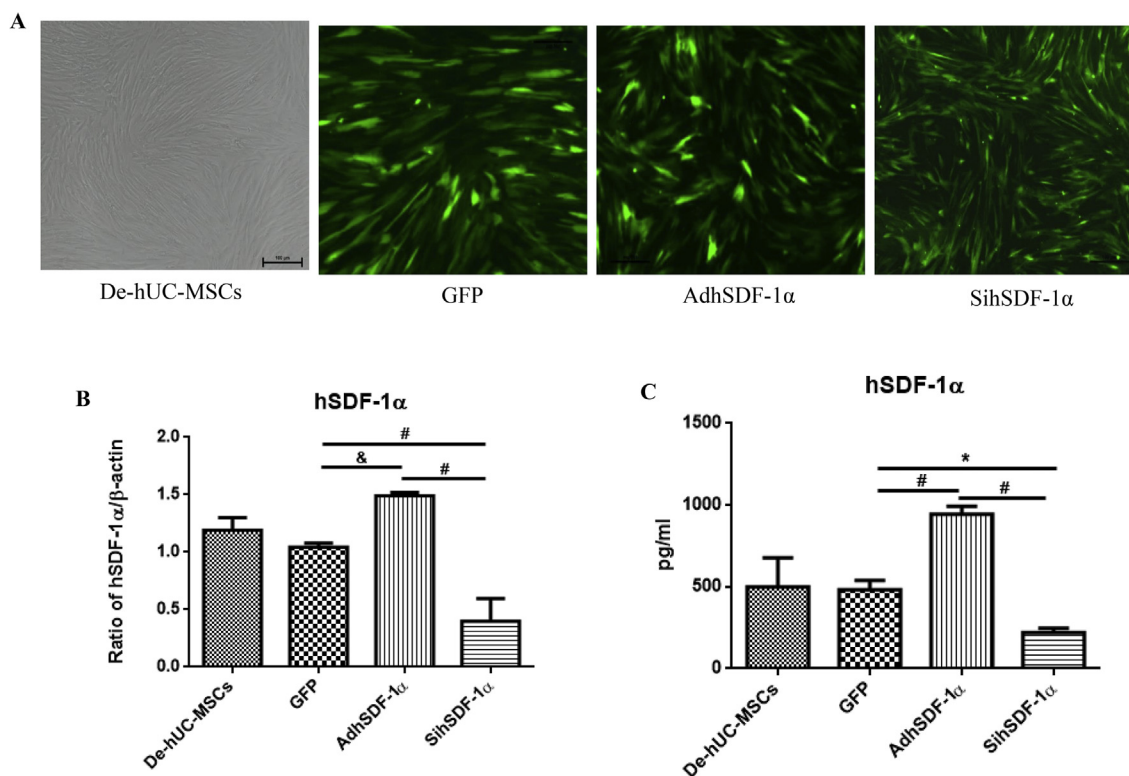 A
De-hUC-MSCs
GFP
AdhSDF-1α
SihSDF-1α
B
hSDF-1α
Ratio of hSDF-1α/β-actin
2.0
1.5
1.0
0.5
0.0
#
&
#
De-hUC-MSCs
GFP
AdhSDF-1α
SihSDF-1α
C
hSDF-1α
pg/ml
1500
1000
500
0
*
#
#
De-hUC-MSCs
GFP
AdhSDF-1α
SihSDF-1α